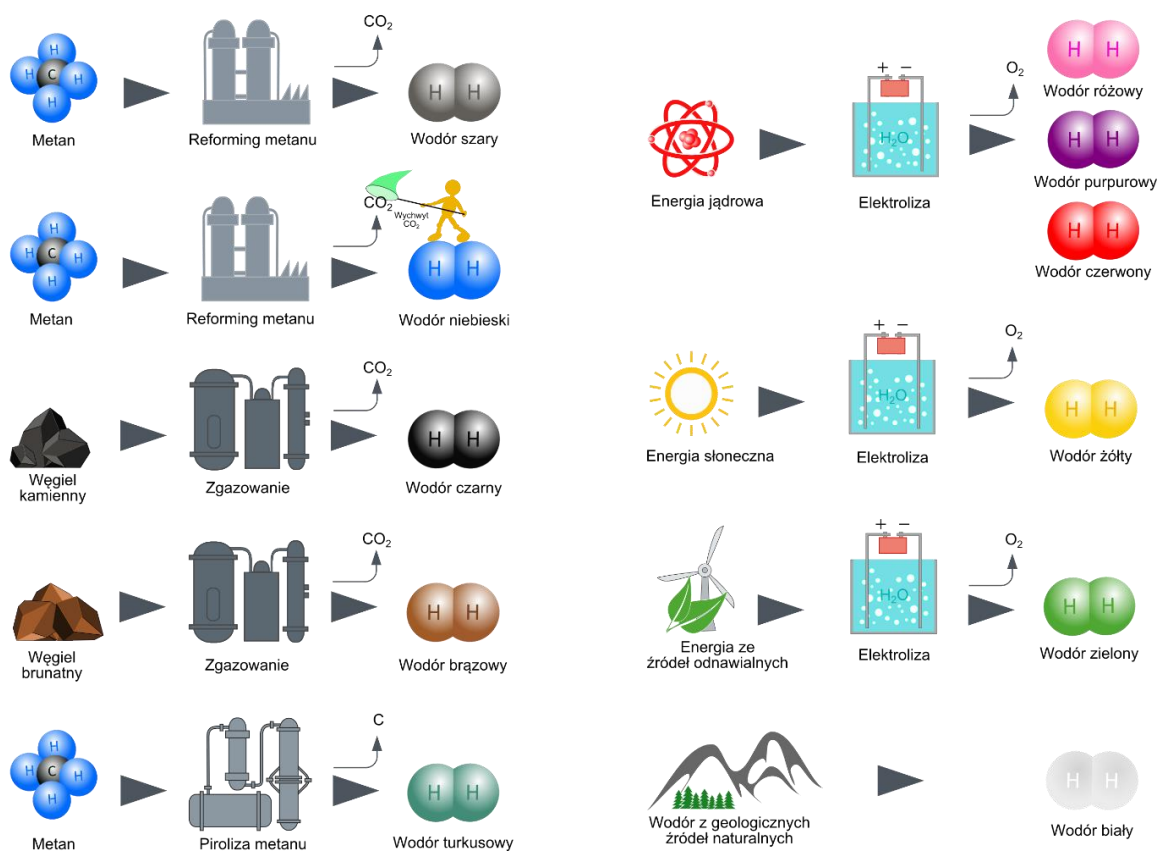 H
H C H
H
Metan
Reforming metanu
CO₂
H H
Wodór szary
H
H C H
H
Metan
Reforming metanu
CO₂
Wychwyt
CO₂
H H
Wodór niebieski
Węgiel
kamienny
Zgazowanie
CO₂
H H
Wodór czarny
Węgiel
brunatny
Zgazowanie
CO₂
H H
Wodór brązowy
H
H C H
H
Metan
Piroliza metanu
C
H H
Wodór turkusowy
Energia jądrowa
+ −
H₂O
Elektroliza
O₂
H H
Wodór różowy
H H
Wodór purpurowy
H H
Wodór czerwony
Energia słoneczna
+ −
H₂O
Elektroliza
O₂
H H
Wodór żółty
Energia ze
źródeł odnawialnych
+ −
H₂O
Elektroliza
O₂
H H
Wodór zielony
Wodór z geologicznych
źródeł naturalnych
H H
Wodór biały